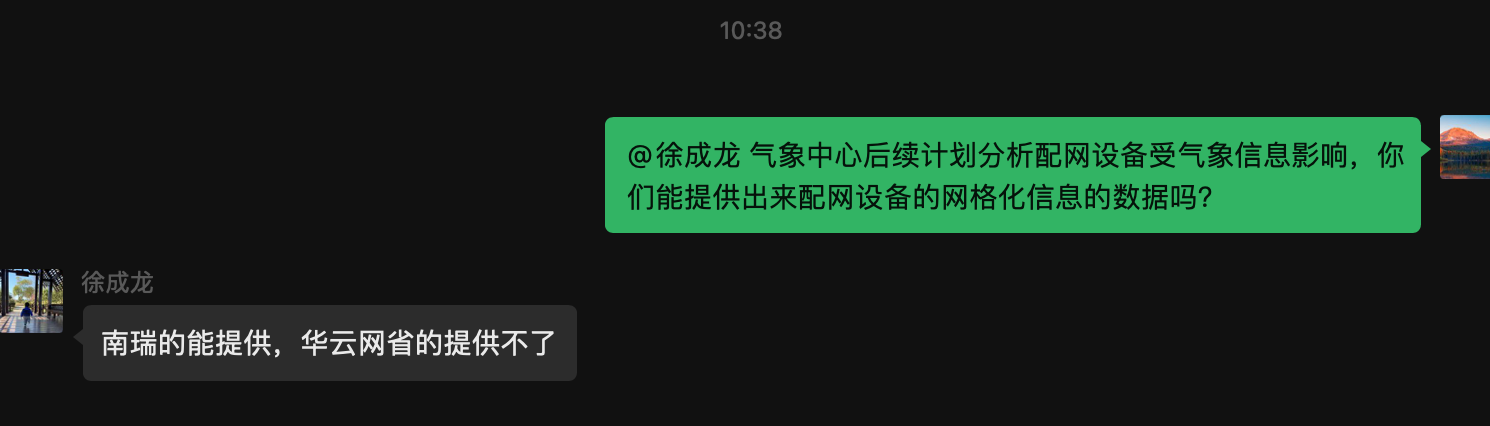 10:38
@徐成龙 气象中心后续计划分析配网设备受气象信息影响，你
们能提供出来配网设备的网格化信息的数据吗？
徐成龙
南瑞的能提供，华云网省的提供不了